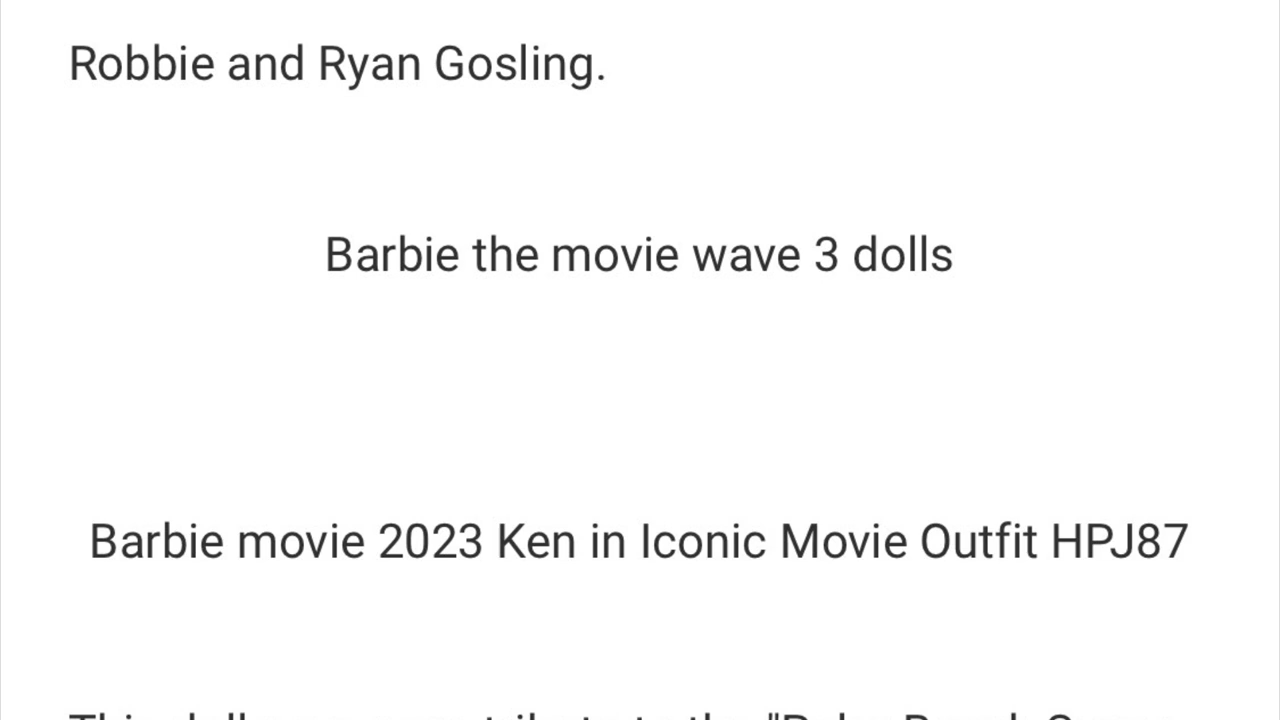 Robbie and Ryan Gosling.
Barbie the movie wave 3 dolls
Barbie movie 2023 Ken in Iconic Movie Outfit HPJ87